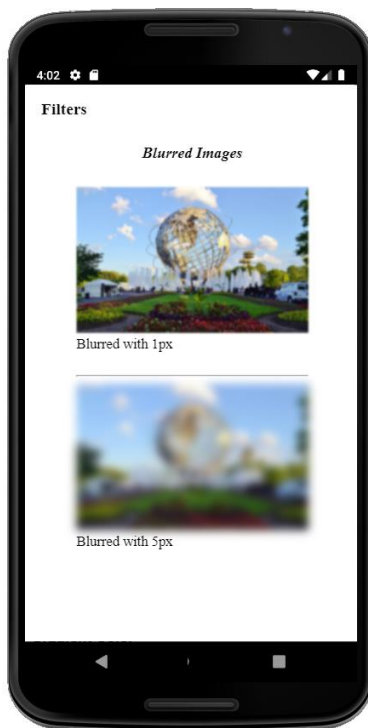 4:02
Filters
Blurred Images
Blurred with 1px
Blurred with 5px